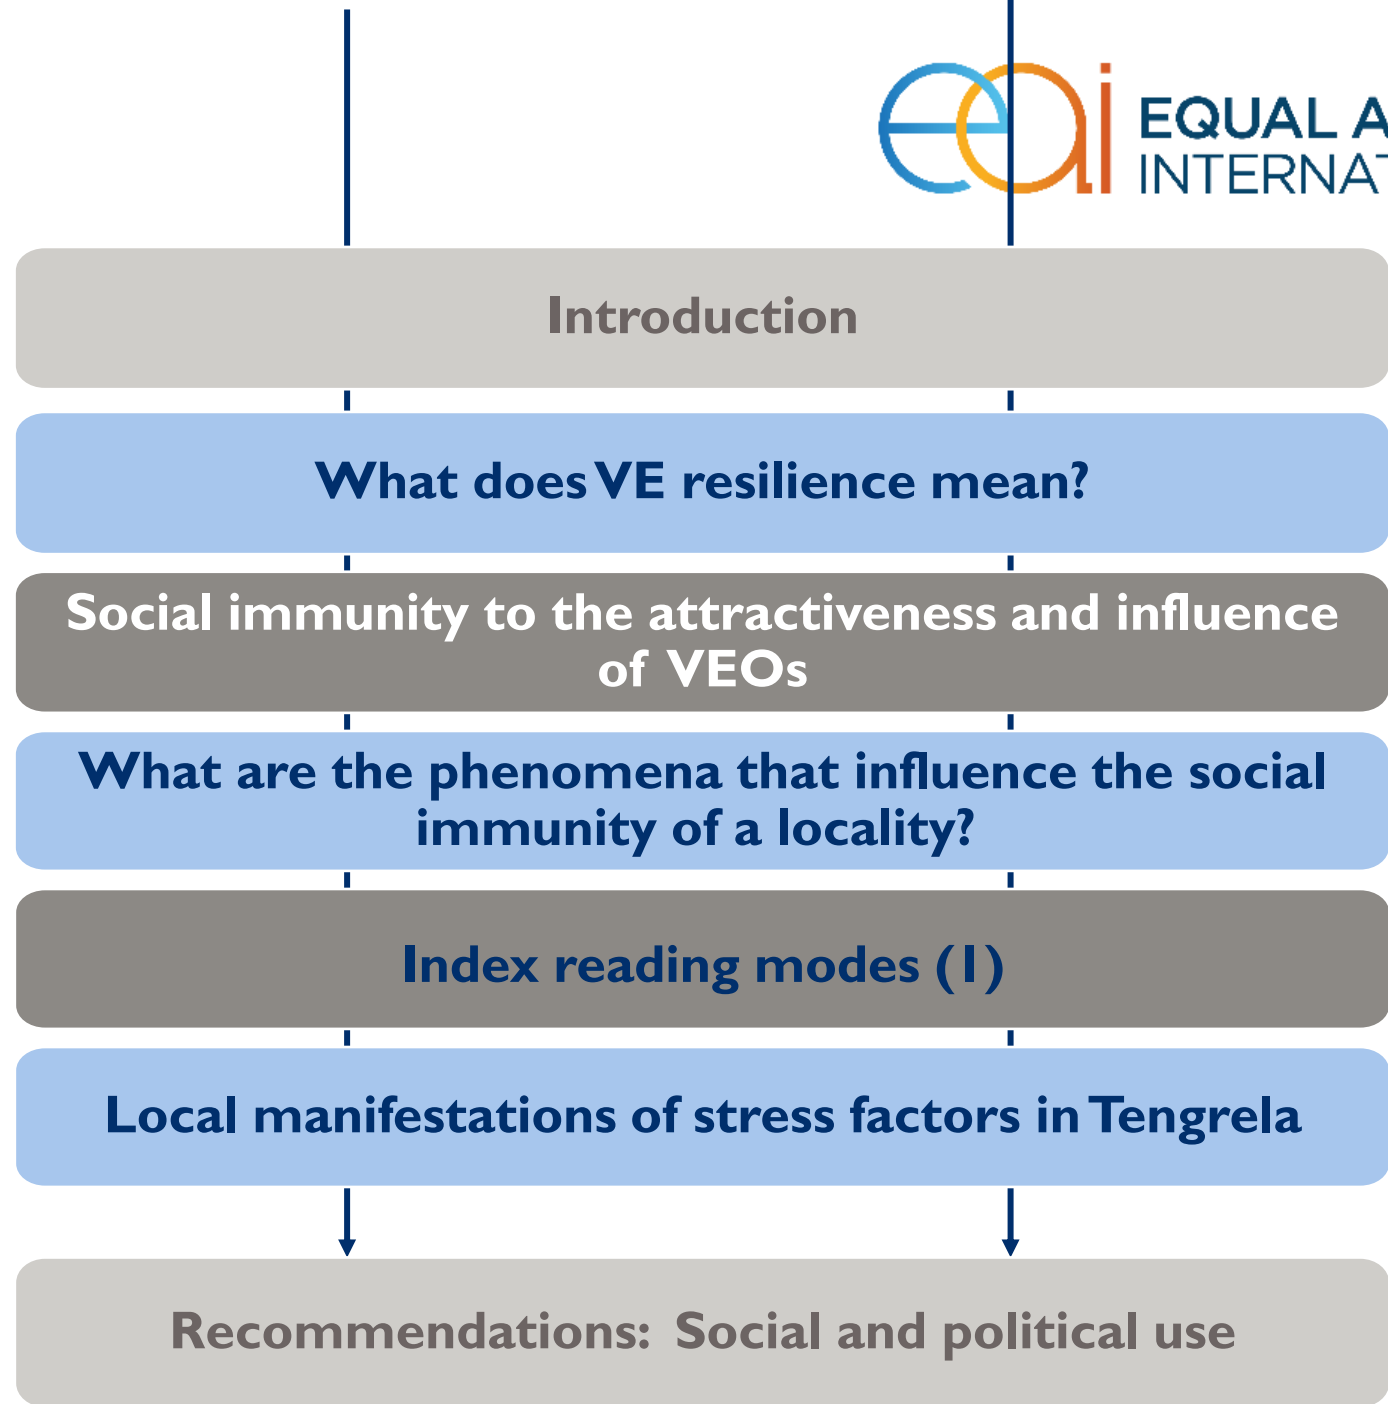 eai EQUAL A
INTERNAT
Introduction
What does VE resilience mean?
Social immunity to the attractiveness and influence
of VEOs
What are the phenomena that influence the social
immunity of a locality?
Index reading modes (1)
Local manifestations of stress factors in Tengrela
Recommendations: Social and political use